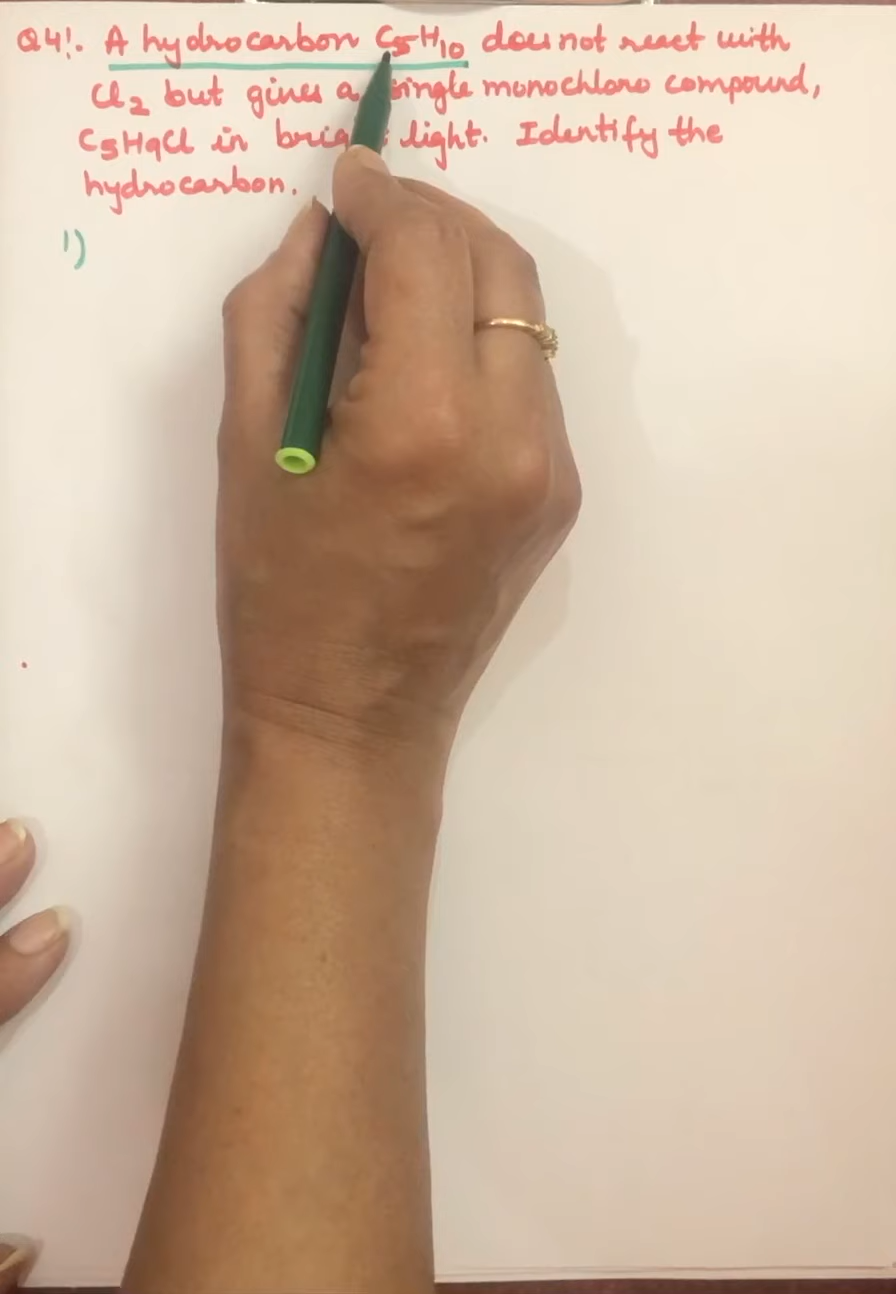 Q4!. A hydrocarbon C₅H₁₀ does not react with
Cl₂ but gives a single monochloro compound,
C₅H₉Cl in light. Identify the
hydrocarbon.
1)